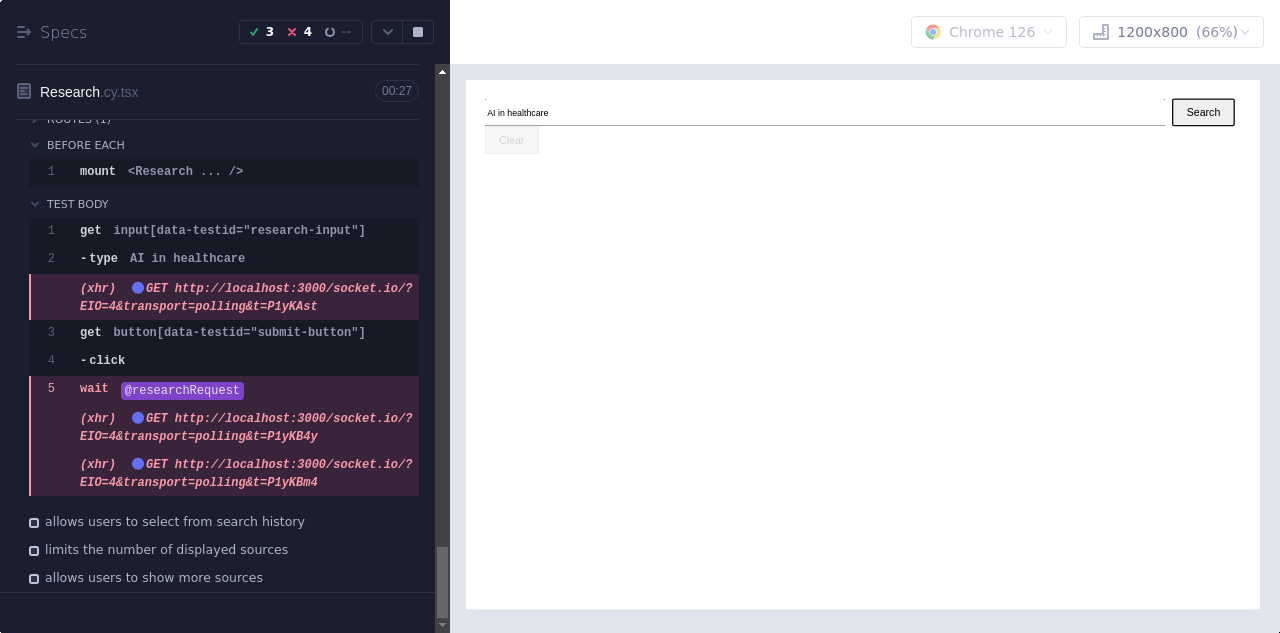 Specs
3 4 --
Research.cy.tsx 00:27
ROUTES (1)
BEFORE EACH
1 mount <Research ... />
TEST BODY
1 get input[data-testid="research-input"]
2 -type AI in healthcare
(xhr) GET http://localhost:3000/socket.io/?
EIO=4&transport=polling&t=P1yKAst
3 get button[data-testid="submit-button"]
4 -click
5 wait @researchRequest
(xhr) GET http://localhost:3000/socket.io/?
EIO=4&transport=polling&t=P1yKB4y
(xhr) GET http://localhost:3000/socket.io/?
EIO=4&transport=polling&t=P1yKBm4
allows users to select from search history
limits the number of displayed sources
allows users to show more sources
Chrome 126
1200x800 (66%)
AI in healthcare
Search
Clear